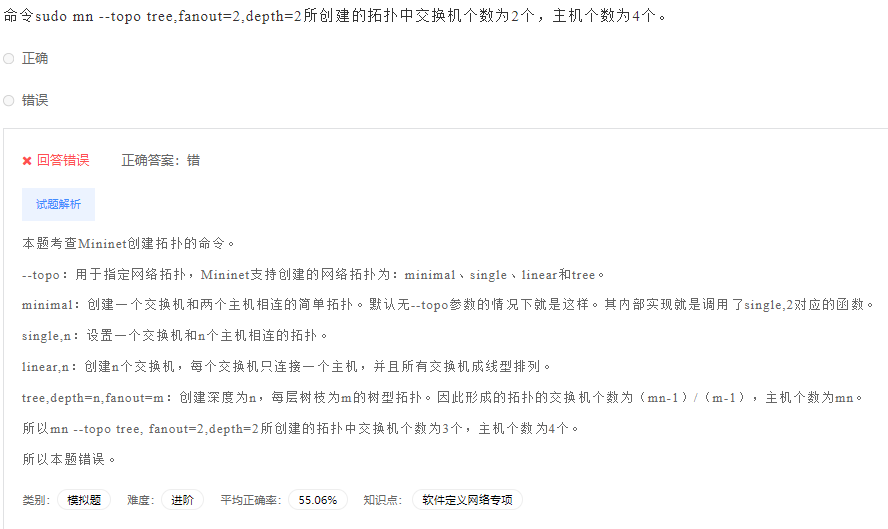 命令sudo mn --topo tree,fanout=2,depth=2所创建的拓扑中交换机个数为2个，主机个数为4个。
正确
错误
回答错误 正确答案：错
试题解析
本题考查Mininet创建拓扑的命令。
--topo：用于指定网络拓扑，Mininet支持创建的网络拓扑为：minimal、single、linear和tree。
minimal：创建一个交换机和两个主机相连的简单拓扑。默认无--topo参数的情况下就是这样。其内部实现就是调用了single,2对应的函数。
single,n：设置一个交换机和n个主机相连的拓扑。
linear,n：创建n个交换机，每个交换机只连接一个主机，并且所有交换机成线型排列。
tree,depth=n,fanout=m：创建深度为n，每层树枝为m的树型拓扑。因此形成的拓扑的交换机个数为（mn-1）/（m-1），主机个数为mn。
所以mn --topo tree, fanout=2,depth=2所创建的拓扑中交换机个数为3个，主机个数为4个。
所以本题错误。
类别： 模拟题 难度： 进阶 平均正确率： 55.06% 知识点： 软件定义网络专项